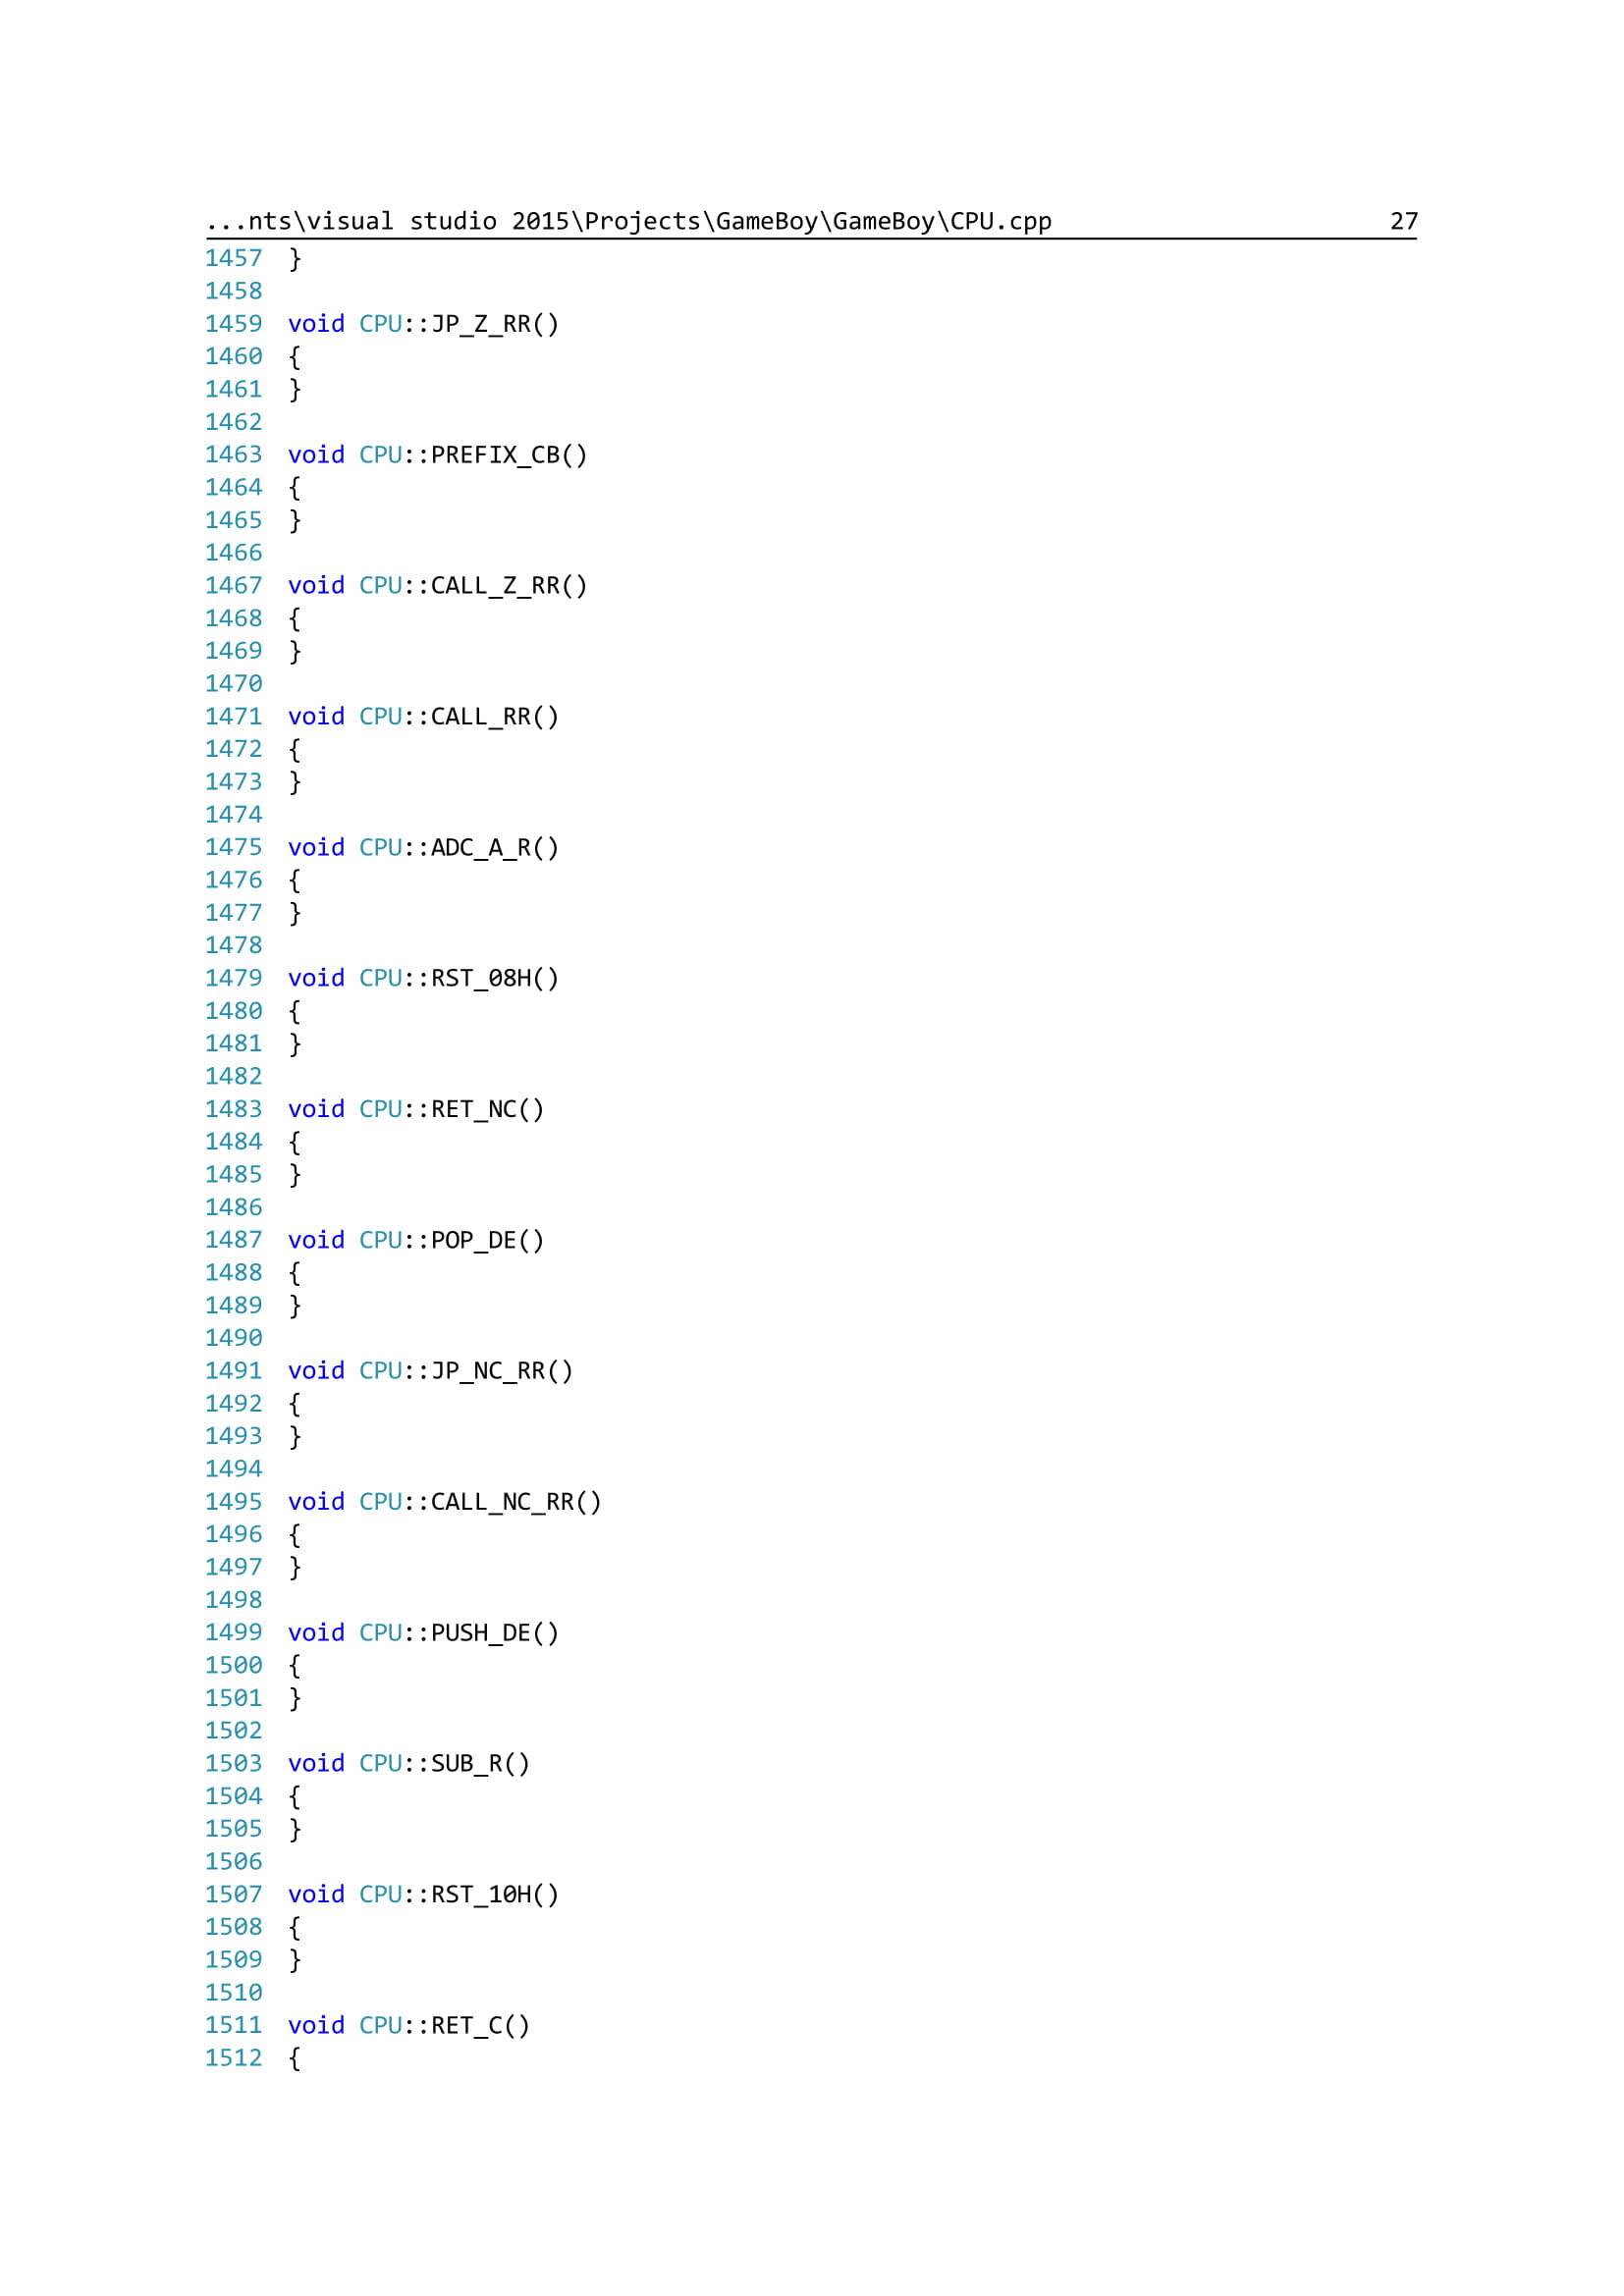 ...nts\visual studio 2015\Projects\GameBoy\GameBoy\CPU.cpp 27
1457 }
1458
1459 void CPU::JP_Z_RR()
1460 {
1461 }
1462
1463 void CPU::PREFIX_CB()
1464 {
1465 }
1466
1467 void CPU::CALL_Z_RR()
1468 {
1469 }
1470
1471 void CPU::CALL_RR()
1472 {
1473 }
1474
1475 void CPU::ADC_A_R()
1476 {
1477 }
1478
1479 void CPU::RST_08H()
1480 {
1481 }
1482
1483 void CPU::RET_NC()
1484 {
1485 }
1486
1487 void CPU::POP_DE()
1488 {
1489 }
1490
1491 void CPU::JP_NC_RR()
1492 {
1493 }
1494
1495 void CPU::CALL_NC_RR()
1496 {
1497 }
1498
1499 void CPU::PUSH_DE()
1500 {
1501 }
1502
1503 void CPU::SUB_R()
1504 {
1505 }
1506
1507 void CPU::RST_10H()
1508 {
1509 }
1510
1511 void CPU::RET_C()
1512 {